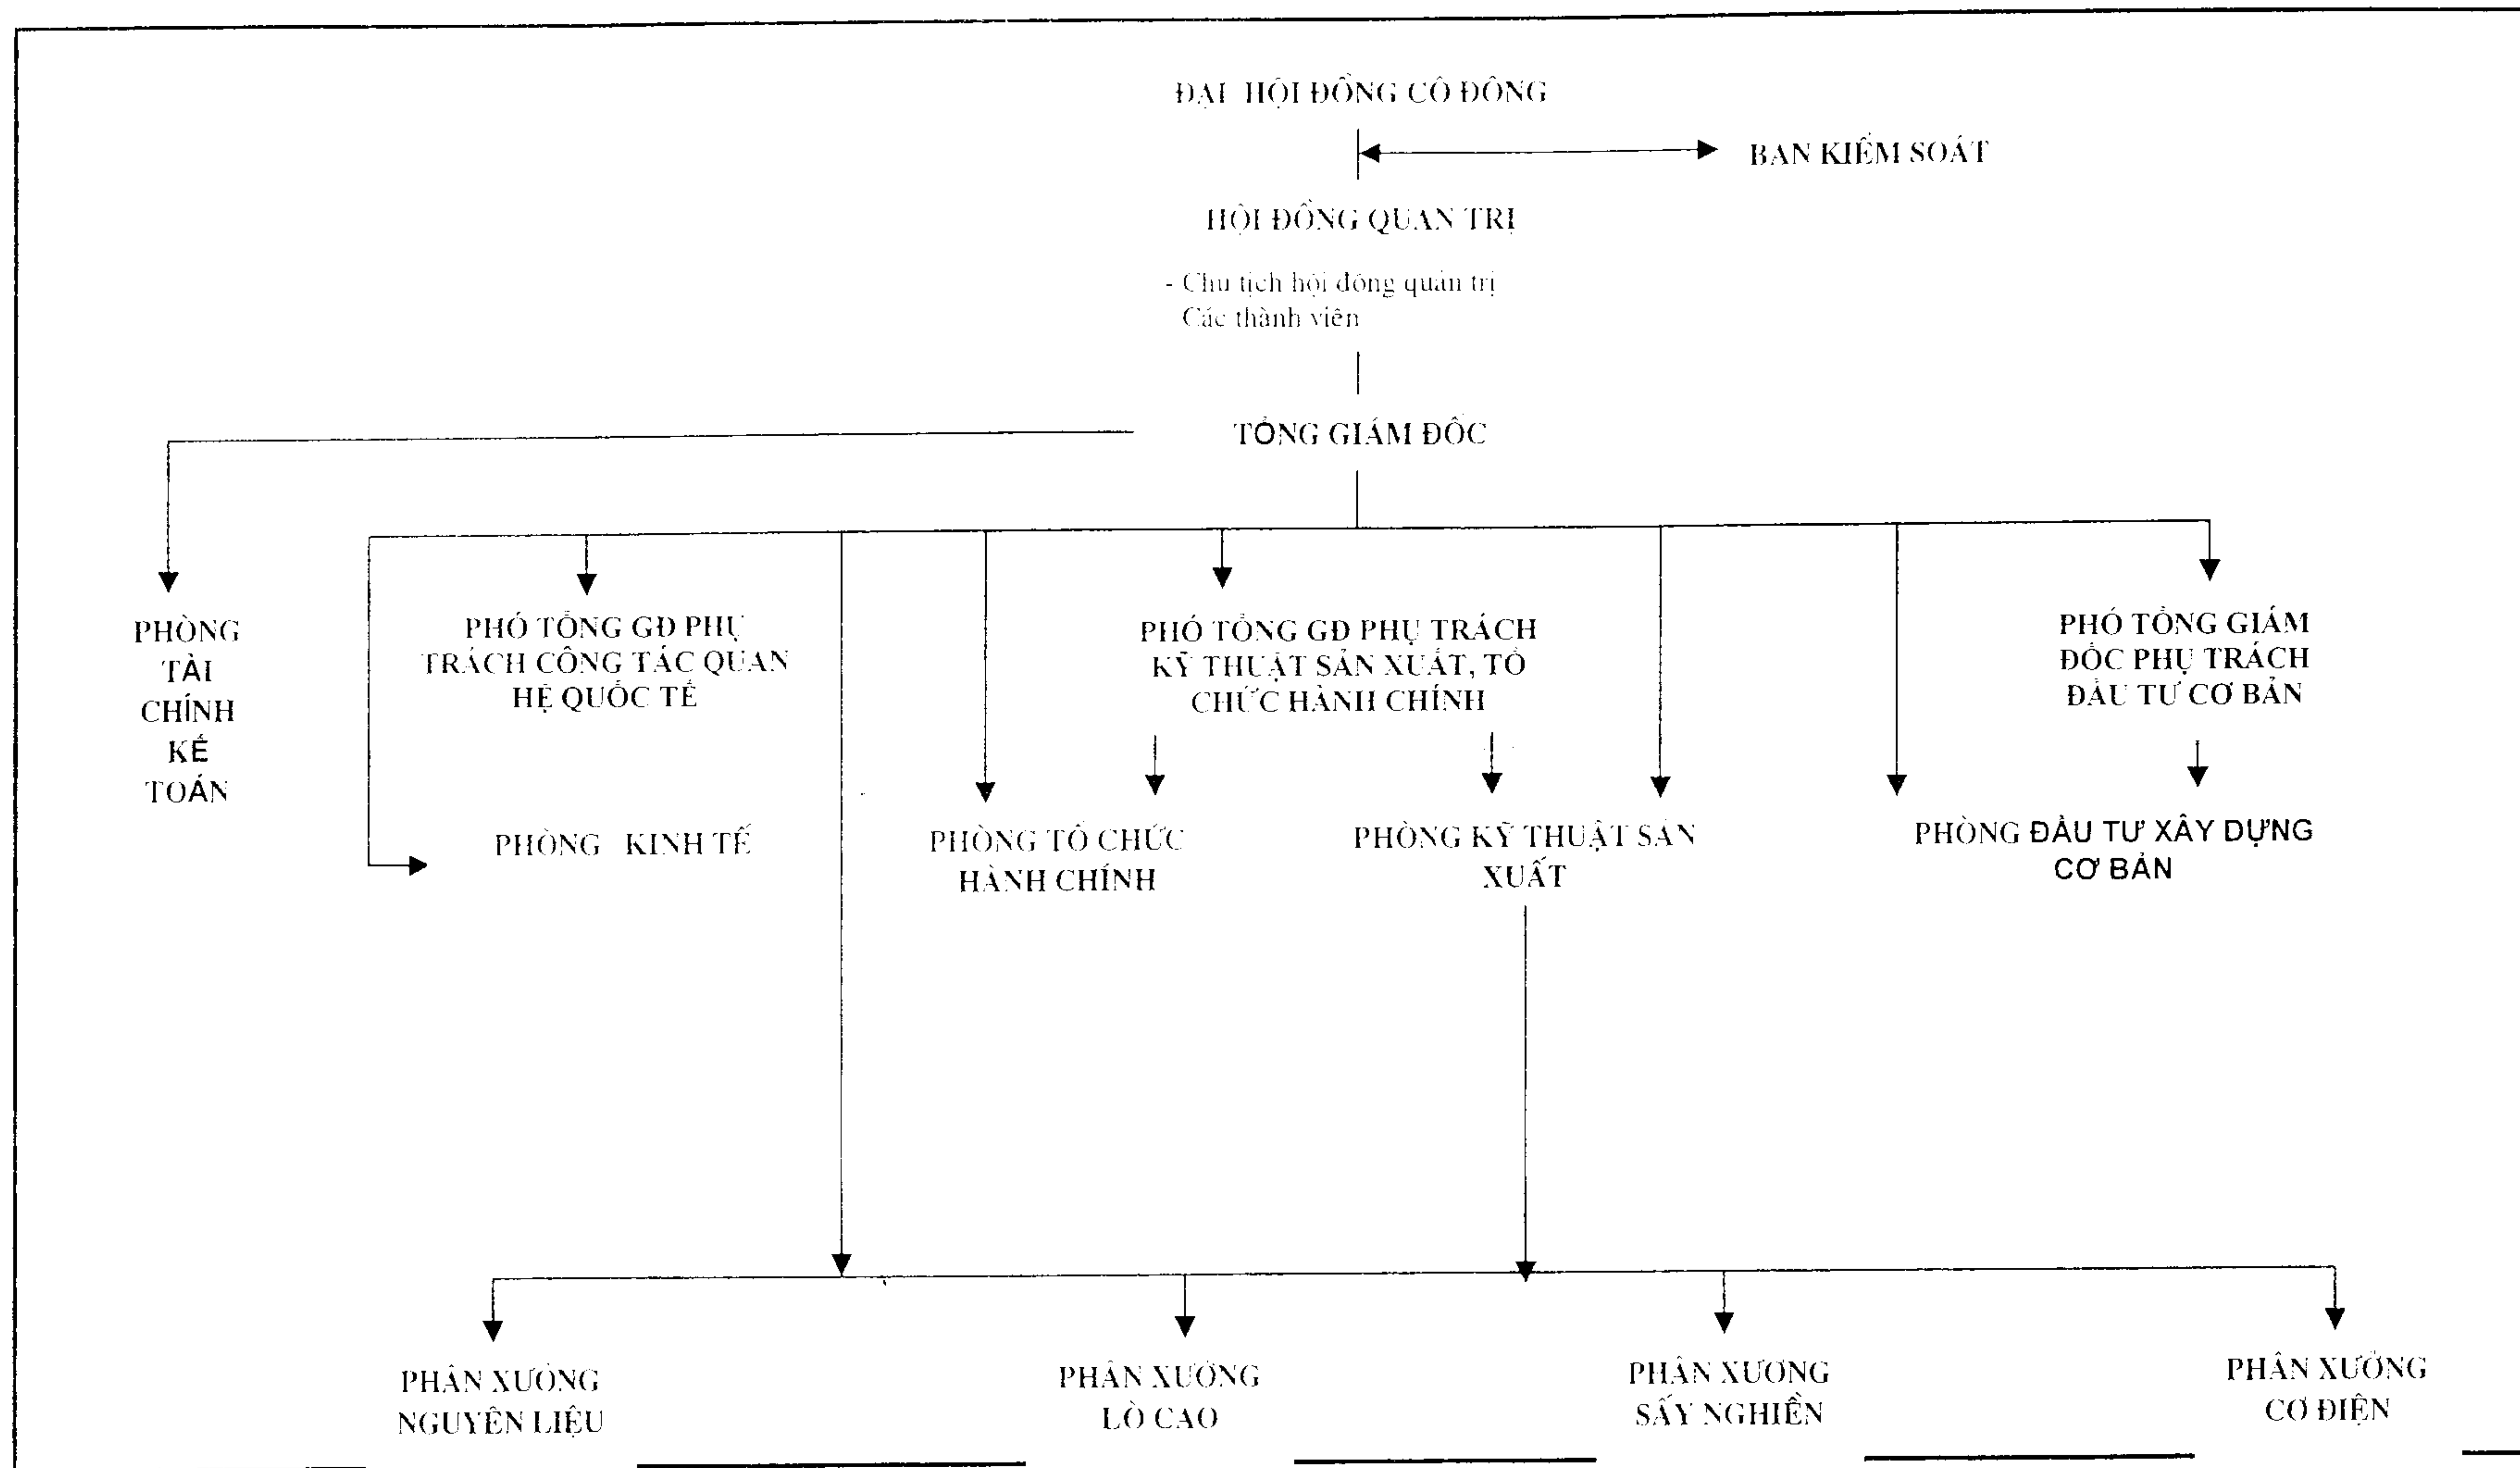 ĐẠI HỘI ĐỒNG CỔ ĐÔNG
BAN KIỂM SOÁT
HỘI ĐỒNG QUẢN TRỊ
- Chủ tịch hội đồng quản trị
Các thành viên
TỔNG GIÁM ĐỐC
PHÒNG
TÀI
CHÍNH
KẾ
TOÁN
PHÓ TỔNG GĐ PHỤ
TRÁCH CÔNG TÁC QUAN
HỆ QUỐC TẾ
PHÓ TỔNG GĐ PHỤ TRÁCH
KỸ THUẬT SẢN XUẤT, TỔ
CHỨC HÀNH CHÍNH
PHÓ TỔNG GIÁM
ĐỐC PHỤ TRÁCH
ĐẦU TƯ CƠ BẢN
PHÒNG KINH TẾ
PHÒNG TỔ CHỨC
HÀNH CHÍNH
PHÒNG KỸ THUẬT SẢN
XUẤT
PHÒNG ĐẦU TƯ XÂY DỰNG
CƠ BẢN
PHÂN XƯỞNG
NGUYÊN LIỆU
PHÂN XƯỞNG
LÒ CAO
PHÂN XƯỞNG
SẤY NGHIỀN
PHÂN XƯỞNG
CƠ ĐIỆN